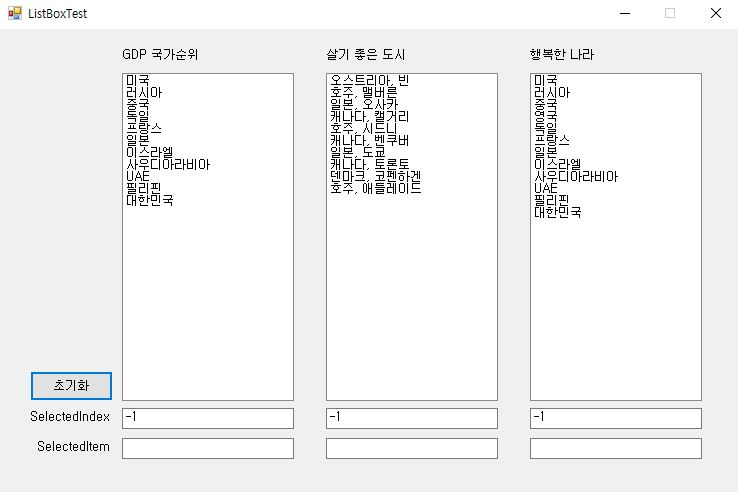 ListBoxTest
GDP 국가순위
미국
러시아
중국
독일
프랑스
일본
이스라엘
사우디아라비아
UAE
필리핀
대한민국
살기 좋은 도시
오스트리아, 빈
호주, 맬버른
일본, 오사카
캐나다, 캘거리
호주, 시드니
캐나다, 벤쿠버
일본, 도쿄
캐나다, 토론토
덴마크, 코펜하겐
호주, 애들레이드
행복한 나라
미국
러시아
중국
영국
독일
프랑스
일본
이스라엘
사우디아라비아
UAE
필리핀
대한민국
초기화
SelectedIndex
-1
-1
-1
SelectedItem